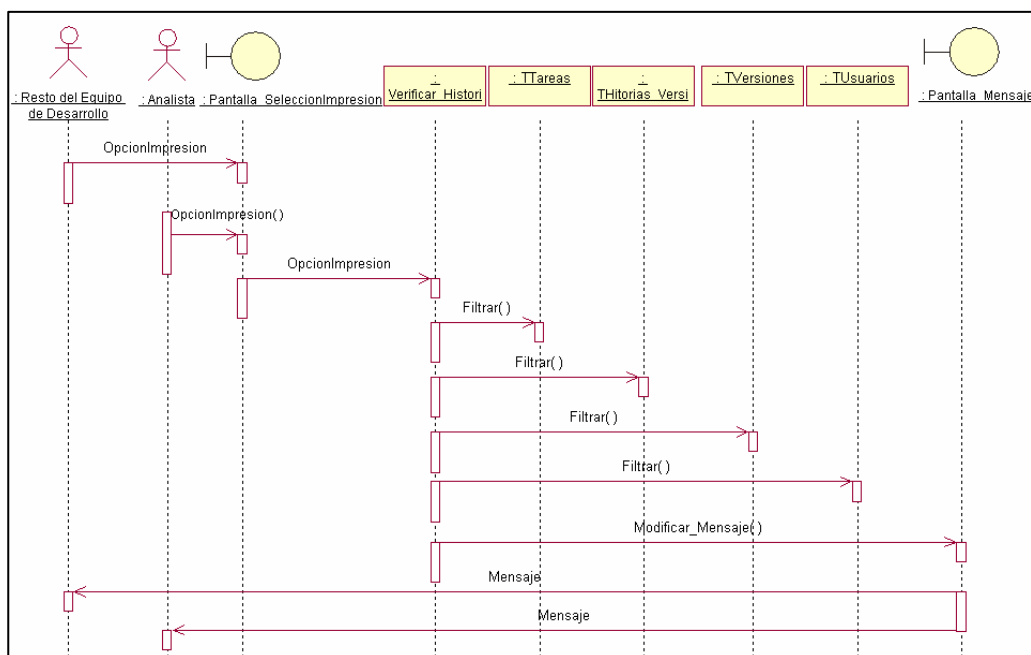 : Resto del Equipo
de Desarrollo
: Analista
: Pantalla_SeleccionImpresion
:
Verificar_Histori
: TTareas
:
THitorias_Versi
: TVersiones
: TUsuarios
: Pantalla_Mensaje
OpcionImpresion
OpcionImpresion()
OpcionImpresion
Filtrar( )
Filtrar( )
Filtrar( )
Filtrar( )
Modificar_Mensaje( )
Mensaje
Mensaje